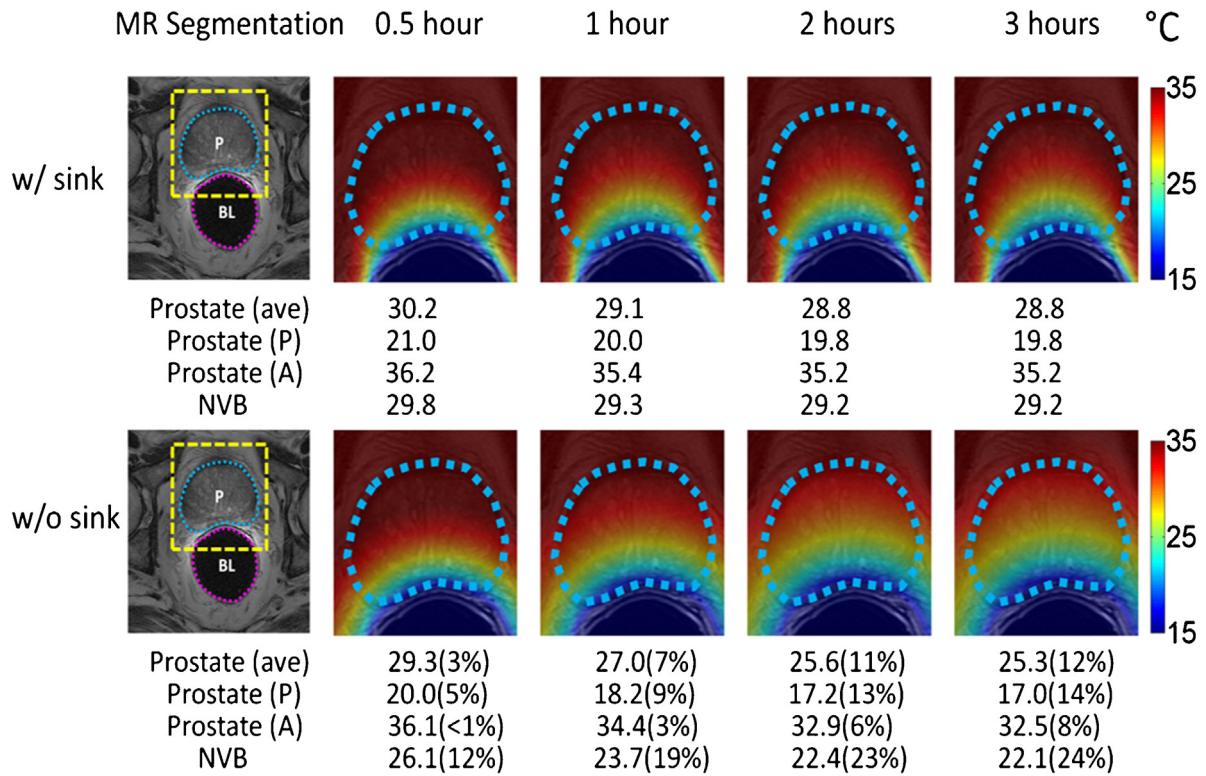 MR Segmentation 0.5 hour 1 hour 2 hours 3 hours °C
w/ sink P BL 35 25 15
Prostate (ave) 30.2 29.1 28.8 28.8
Prostate (P) 21.0 20.0 19.8 19.8
Prostate (A) 36.2 35.4 35.2 35.2
NVB 29.8 29.3 29.2 29.2
w/o sink P BL 35 25 15
Prostate (ave) 29.3(3%) 27.0(7%) 25.6(11%) 25.3(12%)
Prostate (P) 20.0(5%) 18.2(9%) 17.2(13%) 17.0(14%)
Prostate (A) 36.1(<1%) 34.4(3%) 32.9(6%) 32.5(8%)
NVB 26.1(12%) 23.7(19%) 22.4(23%) 22.1(24%)